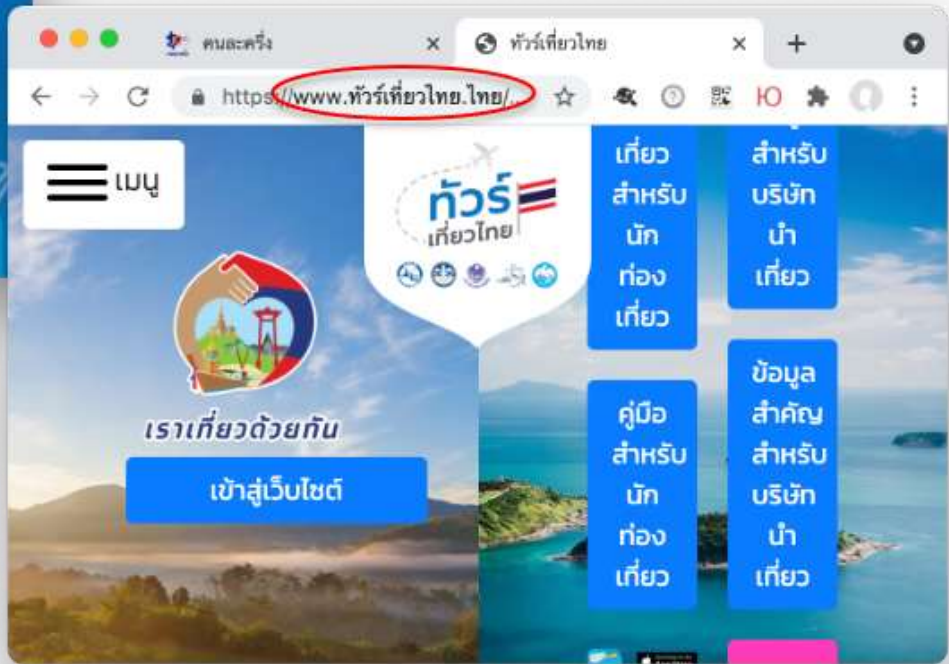 คนละครึ่ง
ทัวร์เที่ยวไทย
https://www.ทัวร์เที่ยวไทย.ไทย/...
เมนู
ทัวร์
เที่ยวไทย
เราเที่ยวด้วยกัน
เข้าสู่เว็บไซต์
เที่ยว
สำหรับ
นัก
ท่อง
เที่ยว
สำหรับ
บริษัท
นำ
เที่ยว
คู่มือ
สำหรับ
นัก
ท่อง
เที่ยว
ข้อมูล
สำคัญ
สำหรับ
บริษัท
นำ
เที่ยว